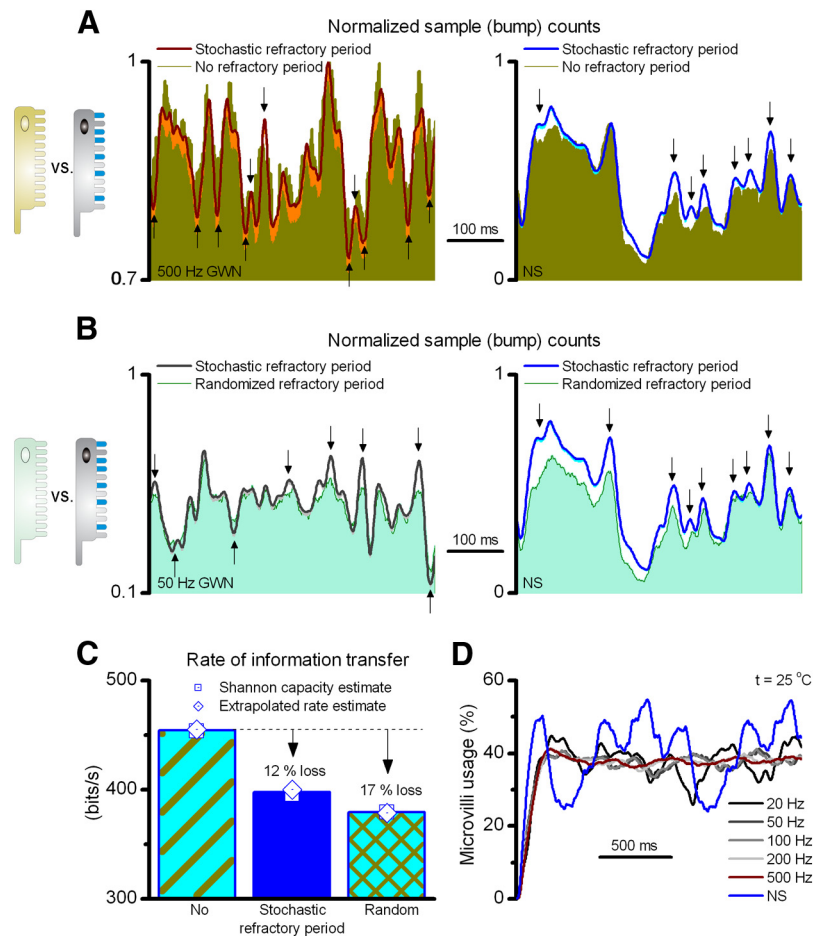 A
Normalized sample (bump) counts
Stochastic refractory period
No refractory period
Stochastic refractory period
No refractory period
1
1
vs.
100 ms
0.7
500 Hz GWN
0
NS
B
Normalized sample (bump) counts
Stochastic refractory period
Randomized refractory period
Stochastic refractory period
Randomized refractory period
1
1
vs.
100 ms
0.1
50 Hz GWN
0
NS
C
Rate of information transfer
500
Shannon capacity estimate
Extrapolated rate estimate
12 % loss
17 % loss
400
(bits/s)
300
No
Stochastic
Random
refractory period
D
t = 25 °C
60
Microvilli usage (%)
40
20
0
500 ms
20 Hz
50 Hz
100 Hz
200 Hz
500 Hz
NS